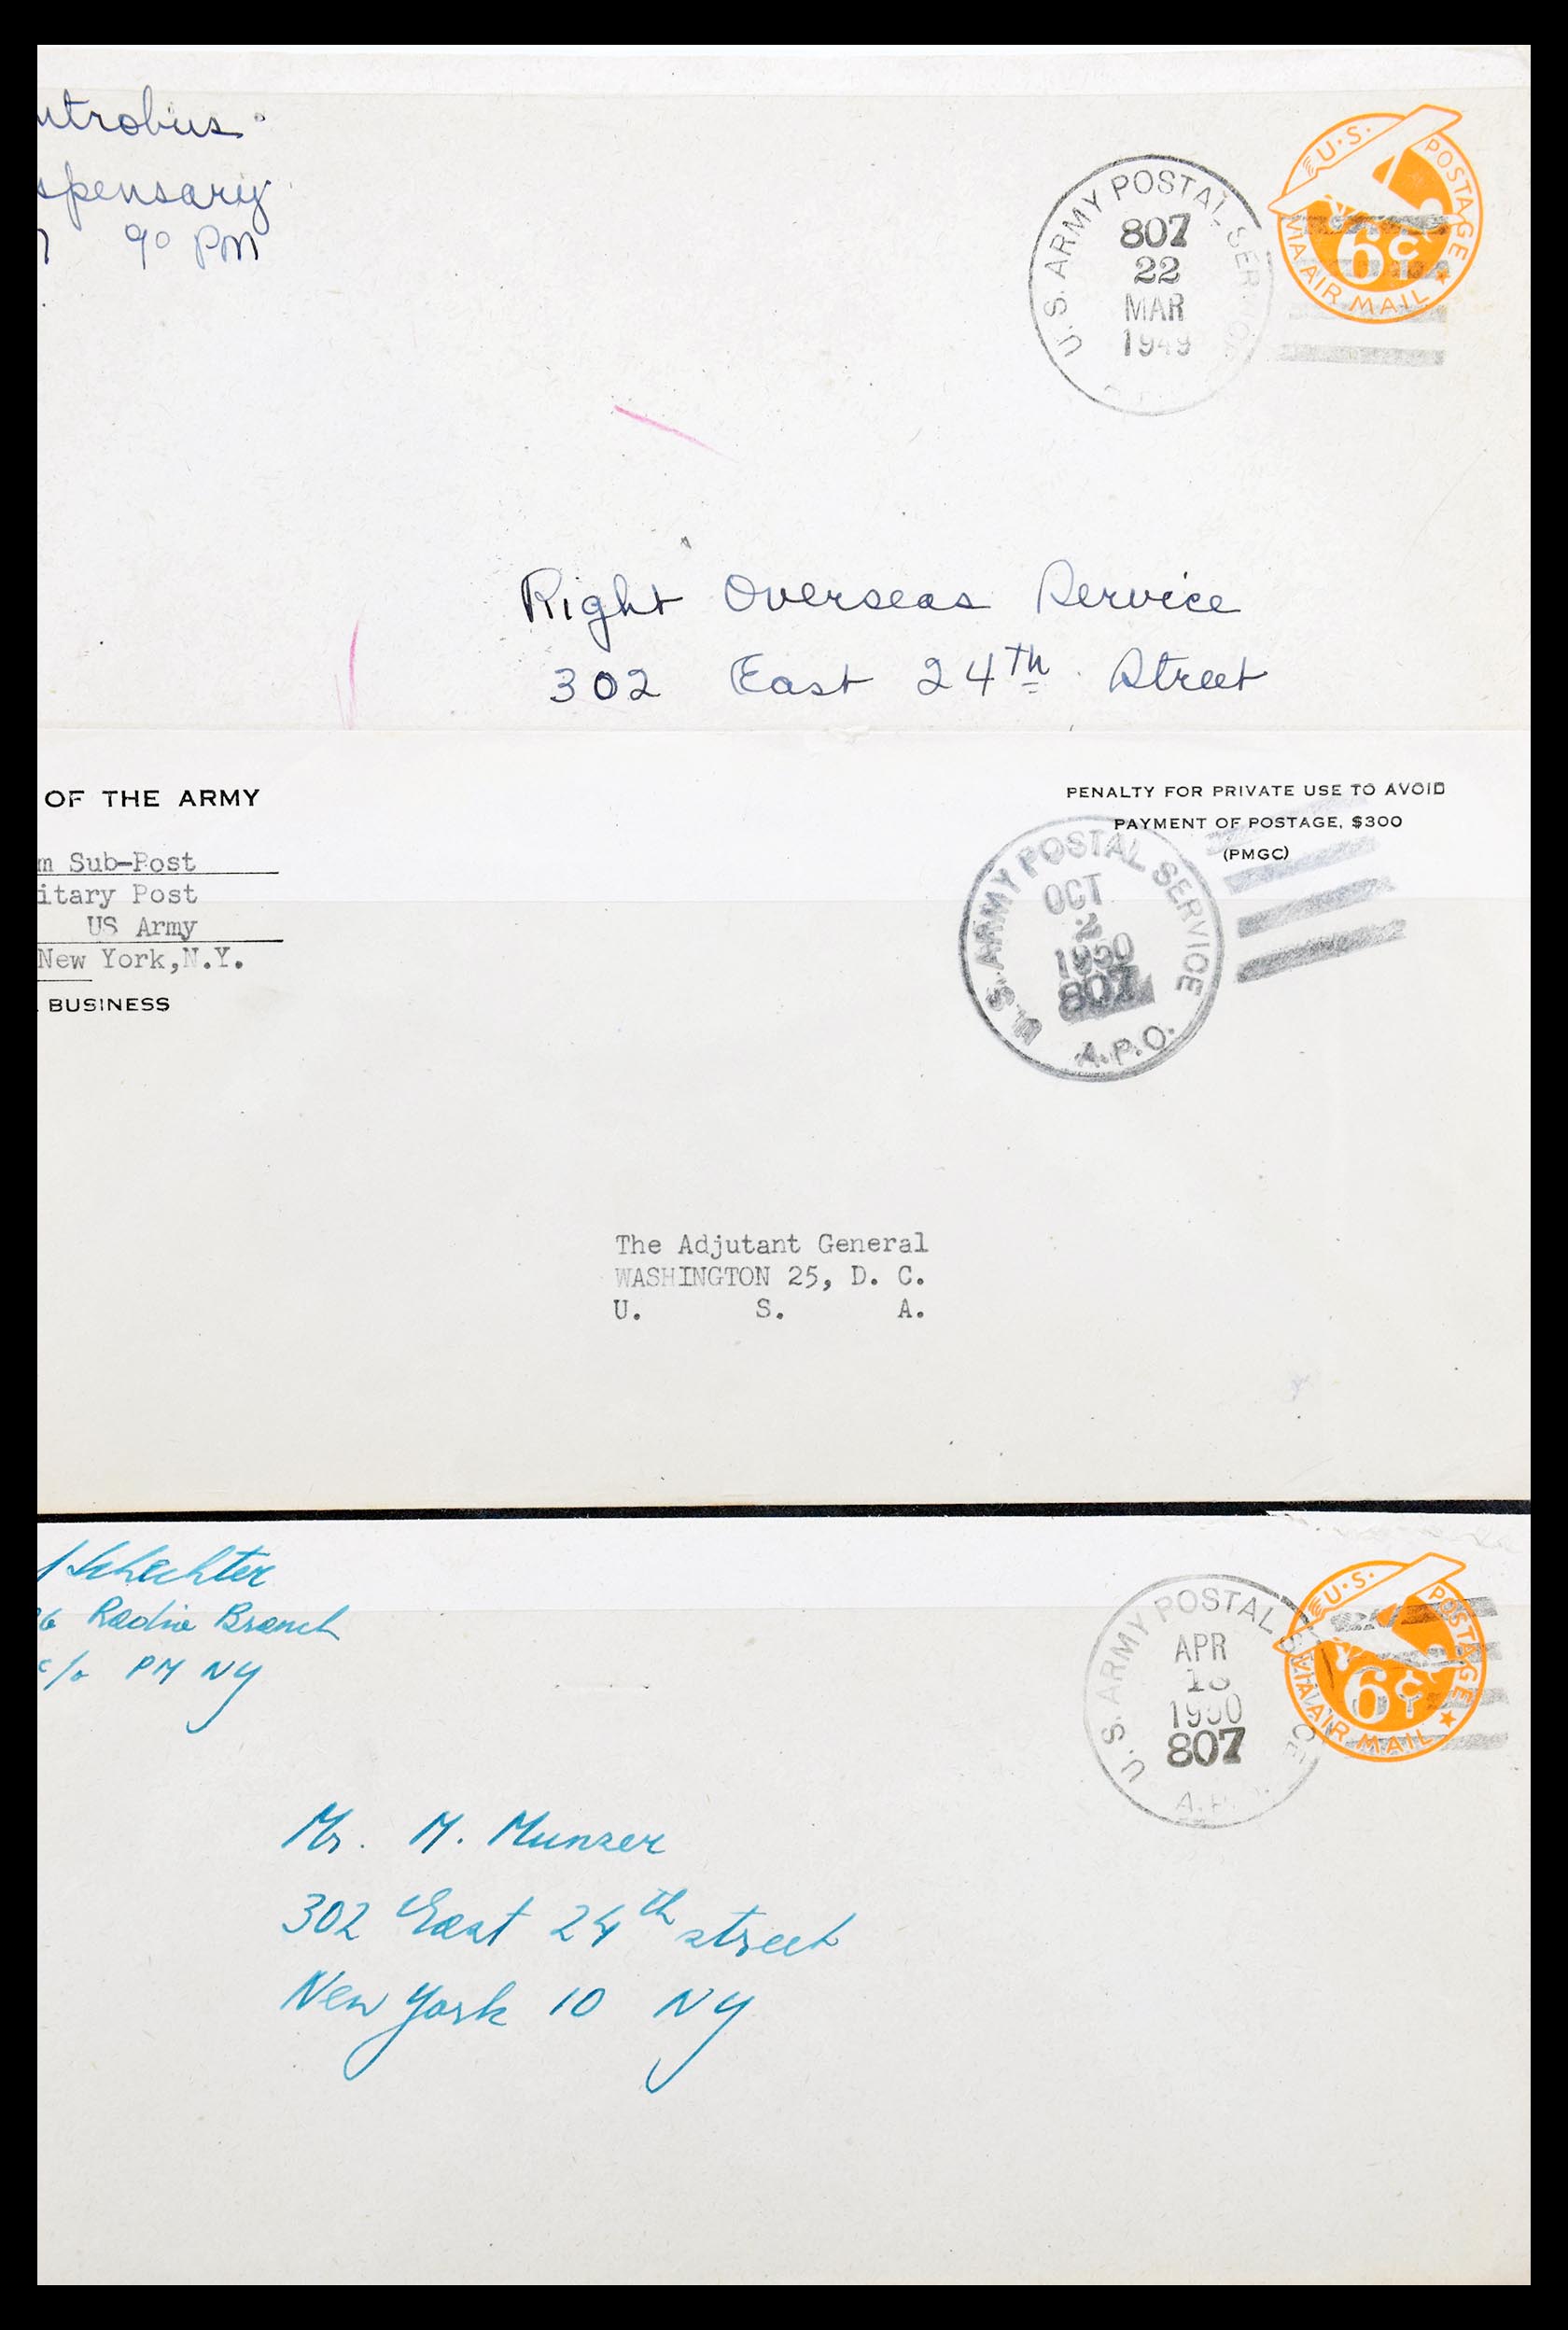 ntrobus
spensary
90 PM
U.S. ARMY POSTAL SERVICE
807
22
MAR
1949
U.S. POSTAGE
6¢
VIA AIR MAIL
Right Overseas Service
302 East 24th Street
OF THE ARMY
m Sub-Post
itary Post
US Army
New York,N.Y.
BUSINESS
PENALTY FOR PRIVATE USE TO AVOID
PAYMENT OF POSTAGE, $300
(PMGC)
U.S. ARMY POSTAL SERVICE
OCT
2
1950
807
A.P.O.
The Adjutant General
WASHINGTON 25, D. C.
U. S. A.
Schechter
6 Radio Branch
c/o PM NY
U.S. ARMY POSTAL SERVICE
APR
18
1950
807
A.P.
U.S. POSTAGE
6¢
VIA AIR MAIL
Mr. M. Munzer
302 East 24th street
New York 10 NY